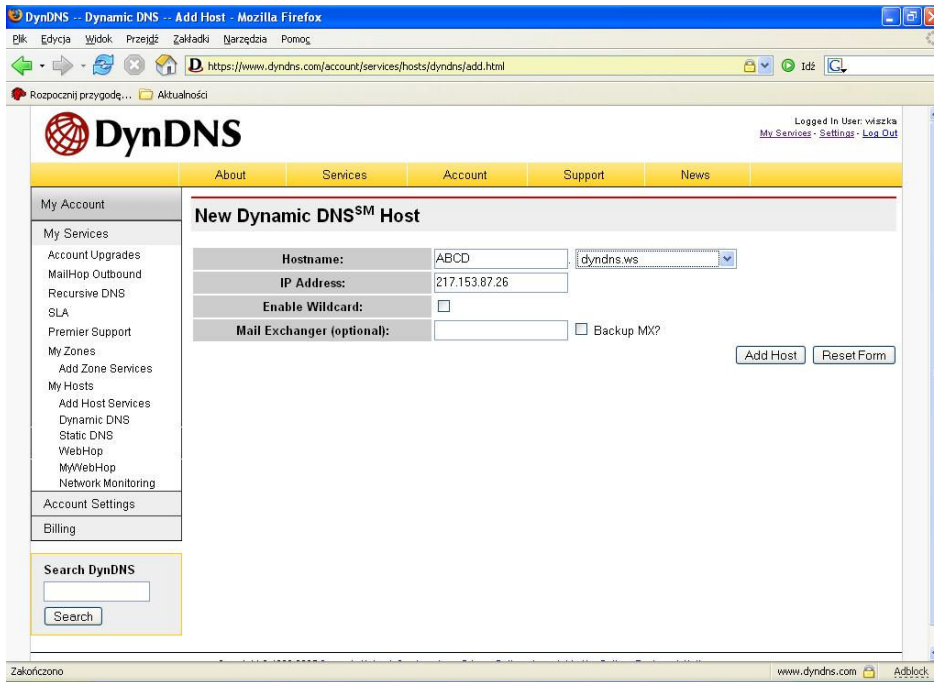 DynDNS -- Dynamic DNS -- Add Host - Mozilla Firefox
Plik Edycja Widok Przejdź Zakładki Narzędzia Pomoc
https://www.dyndns.com/account/services/hosts/dyndns/add.html Idź
Rozpocznij przygodę... Aktualności
DynDNS
Logged In User: wiszka
My Services - Settings - Log Out
About Services Account Support News
My Account
My Services
Account Upgrades
MailHop Outbound
Recursive DNS
SLA
Premier Support
My Zones
Add Zone Services
My Hosts
Add Host Services
Dynamic DNS
Static DNS
WebHop
MyWebHop
Network Monitoring
Account Settings
Billing
Search DynDNS
Search
New Dynamic DNSSM Host
Hostname: ABCD . dyndns.ws
IP Address: 217.153.87.26
Enable Wildcard:
Mail Exchanger (optional): Backup MX?
Add Host Reset Form
Zakończono www.dyndns.com Adblock